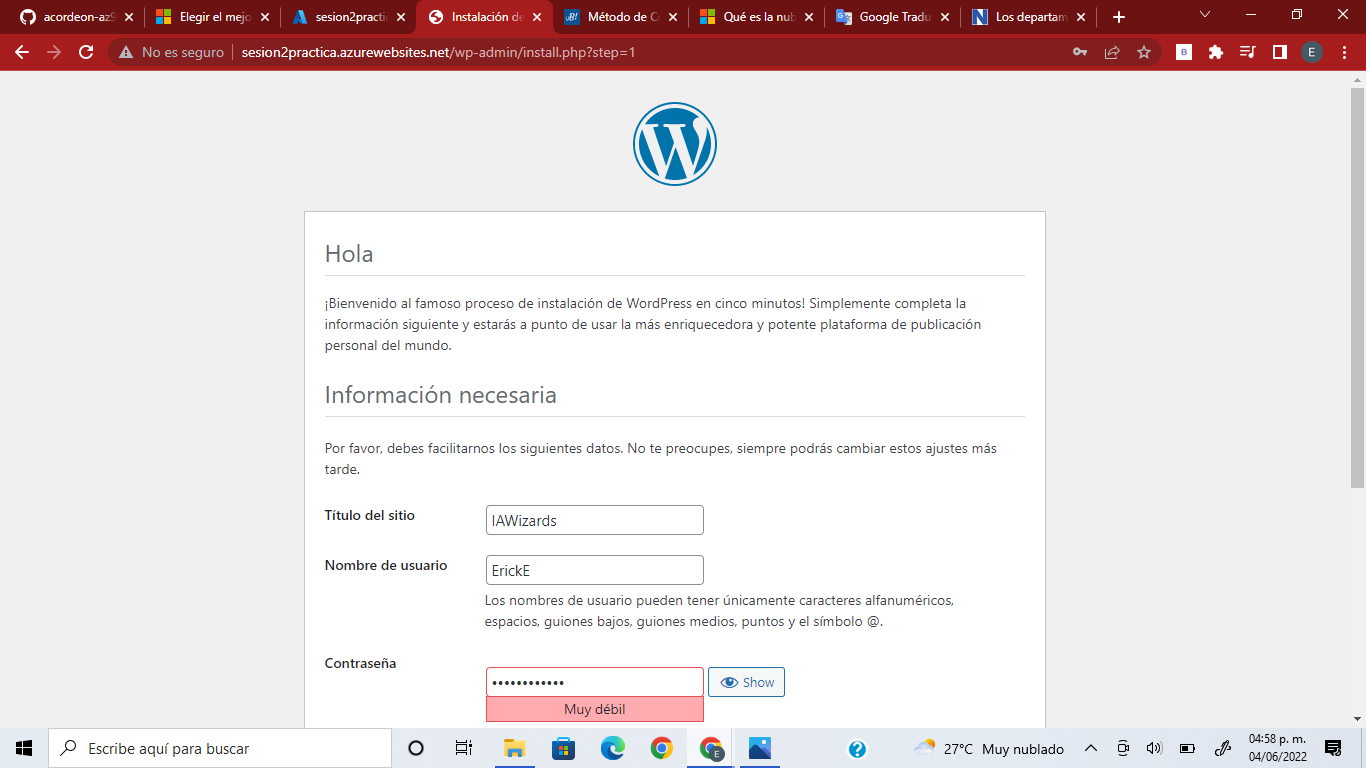 acordeon-az9
Elegir el mejo
sesion2practi
Instalación de
Método de C
Qué es la nub
Google Tradu
Los departam
No es seguro
sesion2practica.azurewebsites.net/wp-admin/install.php?step=1
B
E
Hola
¡Bienvenido al famoso proceso de instalación de WordPress en cinco minutos! Simplemente completa la
información siguiente y estarás a punto de usar la más enriquecedora y potente plataforma de publicación
personal del mundo.
Información necesaria
Por favor, debes facilitarnos los siguientes datos. No te preocupes, siempre podrás cambiar estos ajustes más
tarde.
Título del sitio
IAWizards
Nombre de usuario
ErickE
Los nombres de usuario pueden tener únicamente caracteres alfanuméricos,
espacios, guiones bajos, guiones medios, puntos y el símbolo @.
Contraseña
••••••••••••
Show
Muy débil
Escribe aquí para buscar
27°C Muy nublado
04:58 p. m.
04/06/2022